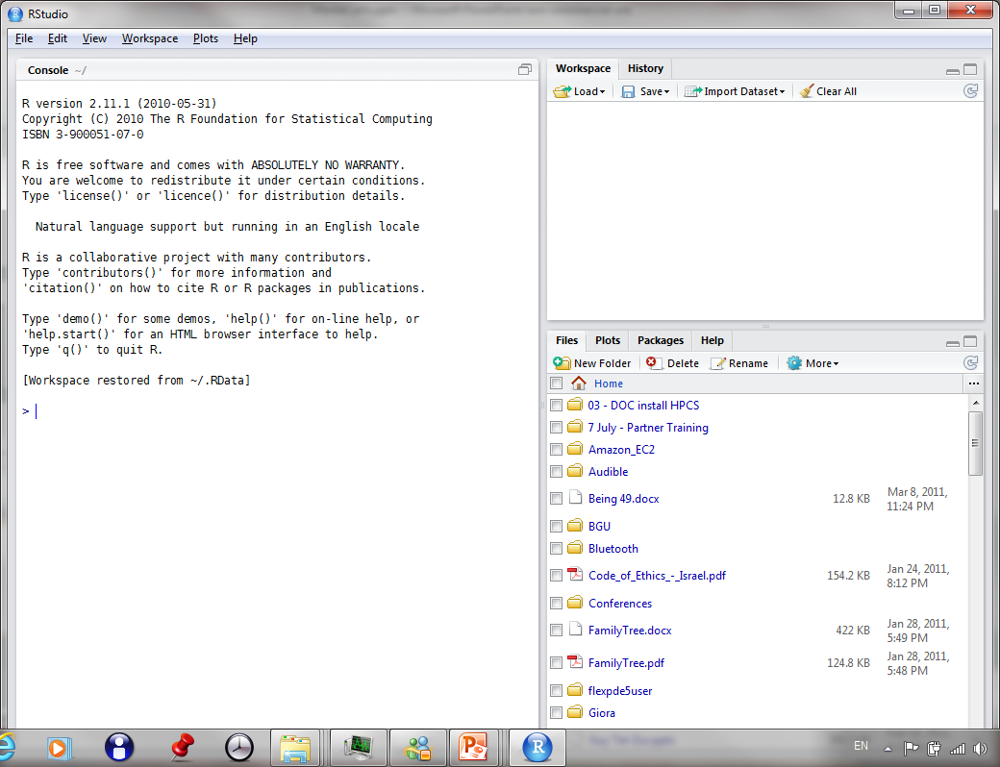 RStudio
File Edit View Workspace Plots Help
Console ~/
R version 2.11.1 (2010-05-31)
Copyright (C) 2010 The R Foundation for Statistical Computing
ISBN 3-900051-07-0
R is free software and comes with ABSOLUTELY NO WARRANTY.
You are welcome to redistribute it under certain conditions.
Type 'license()' or 'licence()' for distribution details.
Natural language support but running in an English locale
R is a collaborative project with many contributors.
Type 'contributors()' for more information and
'citation()' on how to cite R or R packages in publications.
Type 'demo()' for some demos, 'help()' for on-line help, or
'help.start()' for an HTML browser interface to help.
Type 'q()' to quit R.
[Workspace restored from ~/.RData]
>
Workspace History
Load Save Import Dataset Clear All
Files Plots Packages Help
New Folder Delete Rename More
Home ...
03 - DOC install HPCS
7 July - Partner Training
Amazon_EC2
Audible
Being 49.docx 12.8 KB Mar 8, 2011,
11:24 PM
BGU
Bluetooth
Code_of_Ethics_-_Israel.pdf 154.2 KB Jan 24, 2011,
8:12 PM
Conferences
FamilyTree.docx 422 KB Jan 28, 2011,
5:49 PM
FamilyTree.pdf 124.8 KB Jan 28, 2011,
5:48 PM
flexpde5user
Giora
EN